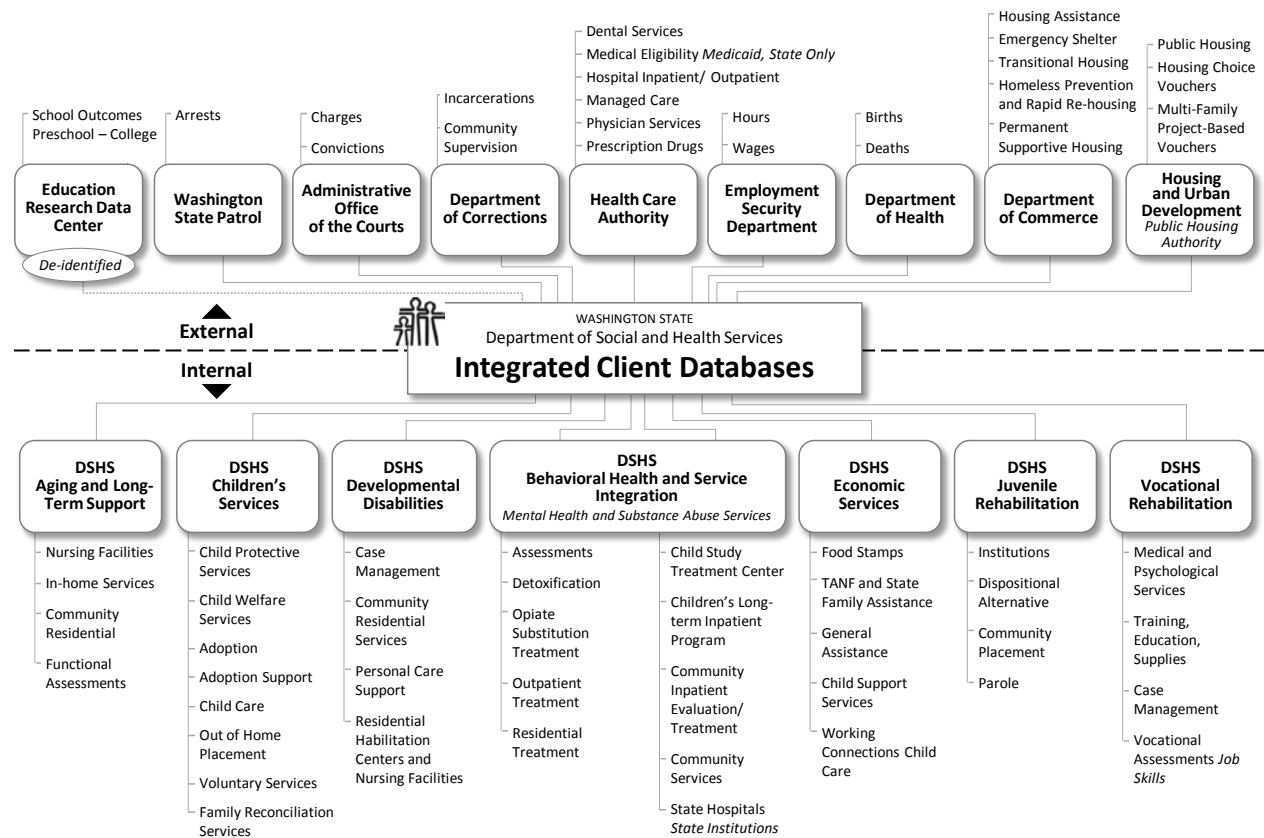 School Outcomes
Preschool – College
Arrests
Charges
Convictions
Incarcerations
Community
Supervision
Dental Services
Medical Eligibility Medicaid, State Only
Hospital Inpatient/ Outpatient
Managed Care
Physician Services
Prescription Drugs
Hours
Wages
Births
Deaths
Housing Assistance
Emergency Shelter
Transitional Housing
Homeless Prevention
and Rapid Re-housing
Permanent
Supportive Housing
Public Housing
Housing Choice
Vouchers
Multi-Family
Project-Based
Vouchers
Education
Research Data
Center
De-identified
Washington
State Patrol
Administrative
Office
of the Courts
Department
of Corrections
Health Care
Authority
Employment
Security
Department
Department
of Health
Department
of Commerce
Housing
and Urban
Development
Public Housing
Authority
External
Internal
WASHINGTON STATE
Department of Social and Health Services
Integrated Client Databases
DSHS
Aging and Long-
Term Support
Nursing Facilities
In-home Services
Community
Residential
Functional
Assessments
DSHS
Children's
Services
Child Protective
Services
Child Welfare
Services
Adoption
Adoption Support
Child Care
Out of Home
Placement
Voluntary Services
Family Reconciliation
Services
DSHS
Developmental
Disabilities
Case
Management
Community
Residential
Services
Personal Care
Support
Residential
Habilitation
Centers and
Nursing Facilities
DSHS
Behavioral Health and Service
Integration
Mental Health and Substance Abuse Services
Assessments
Detoxification
Opiate
Substitution
Treatment
Outpatient
Treatment
Residential
Treatment
Child Study
Treatment Center
Children's Long-
term Inpatient
Program
Community
Inpatient
Evaluation/
Treatment
Community
Services
State Hospitals
State Institutions
DSHS
Economic
Services
Food Stamps
TANF and State
Family Assistance
General
Assistance
Child Support
Services
Working
Connections Child
Care
DSHS
Juvenile
Rehabilitation
Institutions
Dispositional
Alternative
Community
Placement
Parole
DSHS
Vocational
Rehabilitation
Medical and
Psychological
Services
Training,
Education,
Supplies
Case
Management
Vocational
Assessments Job
Skills